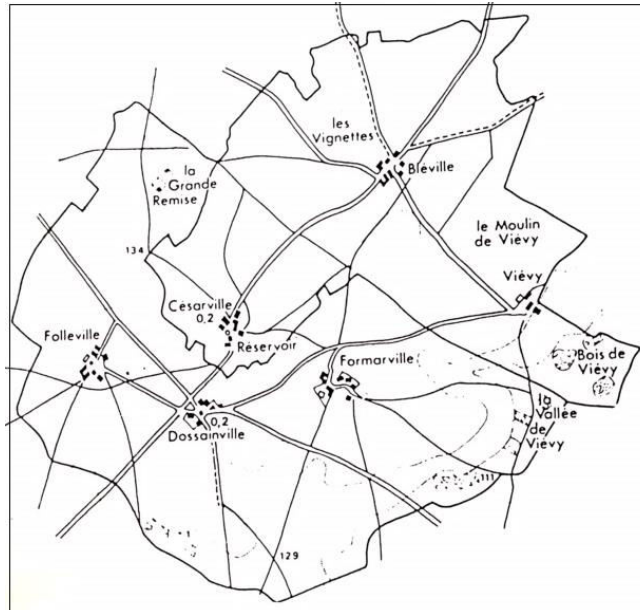 les
Vignettes
Bléville
la
Grande
Remise
le Moulin
de Viévy
134
Viévy
Césarville
0,2
Réservoir
Folleville
Formarville
Bois de
Viévy
la
Vallée
de
Viévy
0,2
Dossainville
111
129